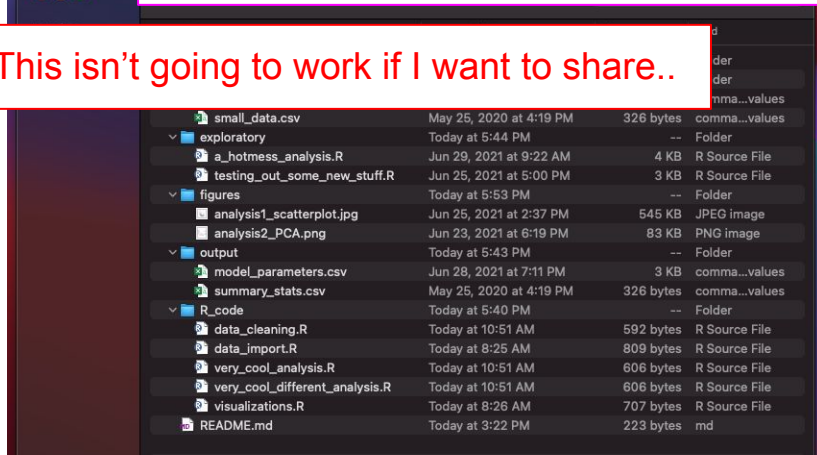 d
This isn't going to work if I want to share..
der
der
mma...values
small_data.csv May 25, 2020 at 4:19 PM 326 bytes comma...values
exploratory Today at 5:44 PM -- Folder
a_hotmess_analysis.R Jun 29, 2021 at 9:22 AM 4 KB R Source File
testing_out_some_new_stuff.R Jun 25, 2021 at 5:00 PM 3 KB R Source File
figures Today at 5:53 PM -- Folder
analysis1_scatterplot.jpg Jun 25, 2021 at 2:37 PM 545 KB JPEG image
analysis2_PCA.png Jun 23, 2021 at 6:19 PM 83 KB PNG image
output Today at 5:43 PM -- Folder
model_parameters.csv Jun 28, 2021 at 7:11 PM 3 KB comma...values
summary_stats.csv May 25, 2020 at 4:19 PM 326 bytes comma...values
R_code Today at 5:40 PM -- Folder
data_cleaning.R Today at 10:51 AM 592 bytes R Source File
data_import.R Today at 8:25 AM 809 bytes R Source File
very_cool_analysis.R Today at 10:51 AM 606 bytes R Source File
very_cool_different_analysis.R Today at 10:51 AM 606 bytes R Source File
visualizations.R Today at 8:26 AM 707 bytes R Source File
README.md Today at 3:22 PM 223 bytes md